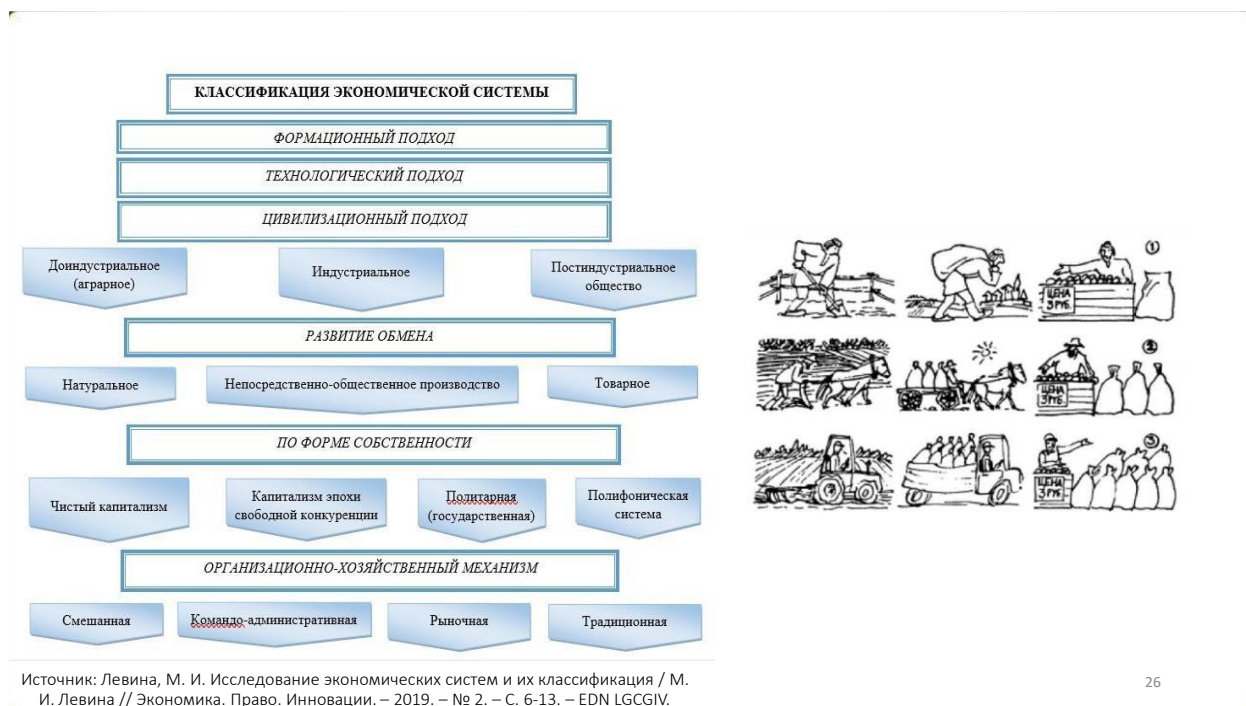 КЛАССИФИКАЦИЯ ЭКОНОМИЧЕСКОЙ СИСТЕМЫ
ФОРМАЦИОННЫЙ ПОДХОД
ТЕХНОЛОГИЧЕСКИЙ ПОДХОД
ЦИВИЛИЗАЦИОННЫЙ ПОДХОД
Доиндустриальное
(аграрное)
Индустриальное
Постиндустриальное
общество
РАЗВИТИЕ ОБМЕНА
Натуральное
Непосредственно-общественное производство
Товарное
ПО ФОРМЕ СОБСТВЕННОСТИ
Чистый капитализм
Капитализм эпохи
свободной конкуренции
Политарная
(государственная)
Полифоническая
система
ОРГАНИЗАЦИОННО-ХОЗЯЙСТВЕННЫЙ МЕХАНИЗМ
Смешанная
Командо-административная
Рыночная
Традиционная
1
ЦЕНА
3 РУБ.
2
ЦЕНА
3 РУБ.
3
ЦЕНА
3 РУБ
Источник: Левина, М. И. Исследование экономических систем и их классификация / М.
И. Левина // Экономика. Право. Инновации. – 2019. – № 2. – С. 6-13. – EDN LGCGIV.
26